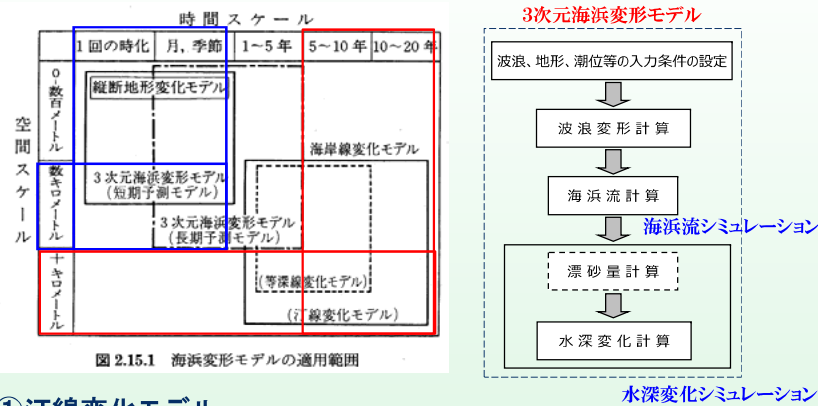 時間スケール
1回の時化
月，季節
1～5年
5～10年
10～20年
空間スケール
0-数百メートル
数キロメートル
十キロメートル
縦断地形変化モデル
海岸線変化モデル
3次元海浜変形モデル
(短期予測モデル)
3次元海浜変形モデル
(長期予測モデル)
(等深線変化モデル)
(汀線変化モデル)
図2.15.1 海浜変形モデルの適用範囲
①汀線変化モデル
3次元海浜変形モデル
波浪、地形、潮位等の入力条件の設定
波浪変形計算
海浜流計算
海浜流シミュレーション
漂砂量計算
水深変化計算
水深変化シミュレーション